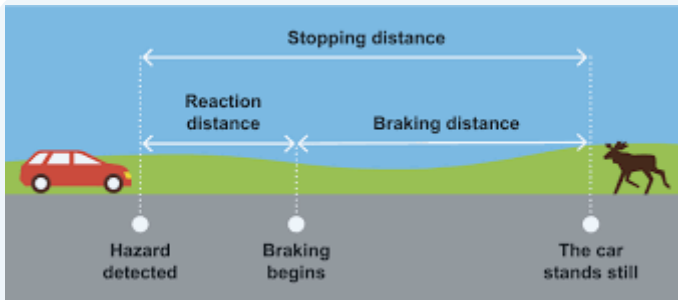 Stopping distance
Reaction
distance
Braking distance
Hazard
detected
Braking
begins
The car
stands still